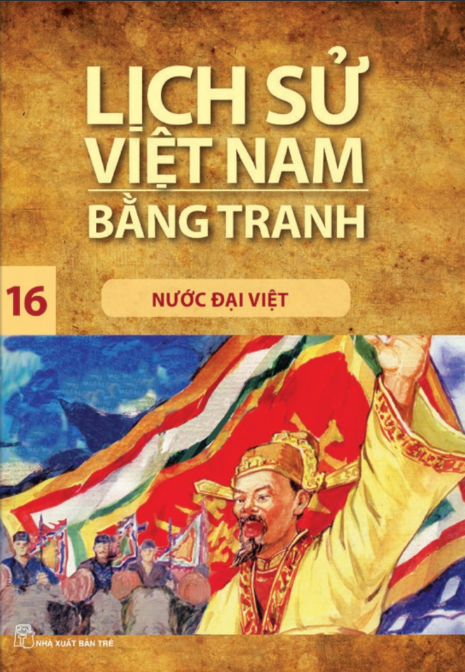 LỊCH SỬ
VIỆT NAM
BẰNG TRANH
16
NƯỚC ĐẠI VIỆT
NHÀ XUẤT BẢN TRẺ